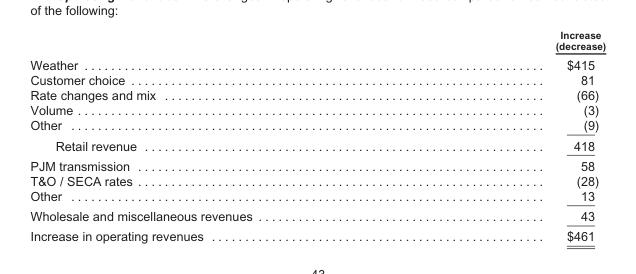 of the following:
Increase
(decrease)
Weather . . . . . . . . . . . . . . . . . . . . . . . . . . . . . . . . . . . . . . . . . . . . . . . . . . . . . . . . . . $415
Customer choice . . . . . . . . . . . . . . . . . . . . . . . . . . . . . . . . . . . . . . . . . . . . . . . . . . . 81
Rate changes and mix . . . . . . . . . . . . . . . . . . . . . . . . . . . . . . . . . . . . . . . . . . . . . . . (66)
Volume . . . . . . . . . . . . . . . . . . . . . . . . . . . . . . . . . . . . . . . . . . . . . . . . . . . . . . . . . . (3)
Other . . . . . . . . . . . . . . . . . . . . . . . . . . . . . . . . . . . . . . . . . . . . . . . . . . . . . . . . . . . (9)
Retail revenue . . . . . . . . . . . . . . . . . . . . . . . . . . . . . . . . . . . . . . . . . . . . . . . . . 418
PJM transmission . . . . . . . . . . . . . . . . . . . . . . . . . . . . . . . . . . . . . . . . . . . . . . . . . . . 58
T&O / SECA rates . . . . . . . . . . . . . . . . . . . . . . . . . . . . . . . . . . . . . . . . . . . . . . . . . . (28)
Other . . . . . . . . . . . . . . . . . . . . . . . . . . . . . . . . . . . . . . . . . . . . . . . . . . . . . . . . . . . 13
Wholesale and miscellaneous revenues . . . . . . . . . . . . . . . . . . . . . . . . . . . . . . . . . . . 43
Increase in operating revenues . . . . . . . . . . . . . . . . . . . . . . . . . . . . . . . . . . . . . . . . . $461